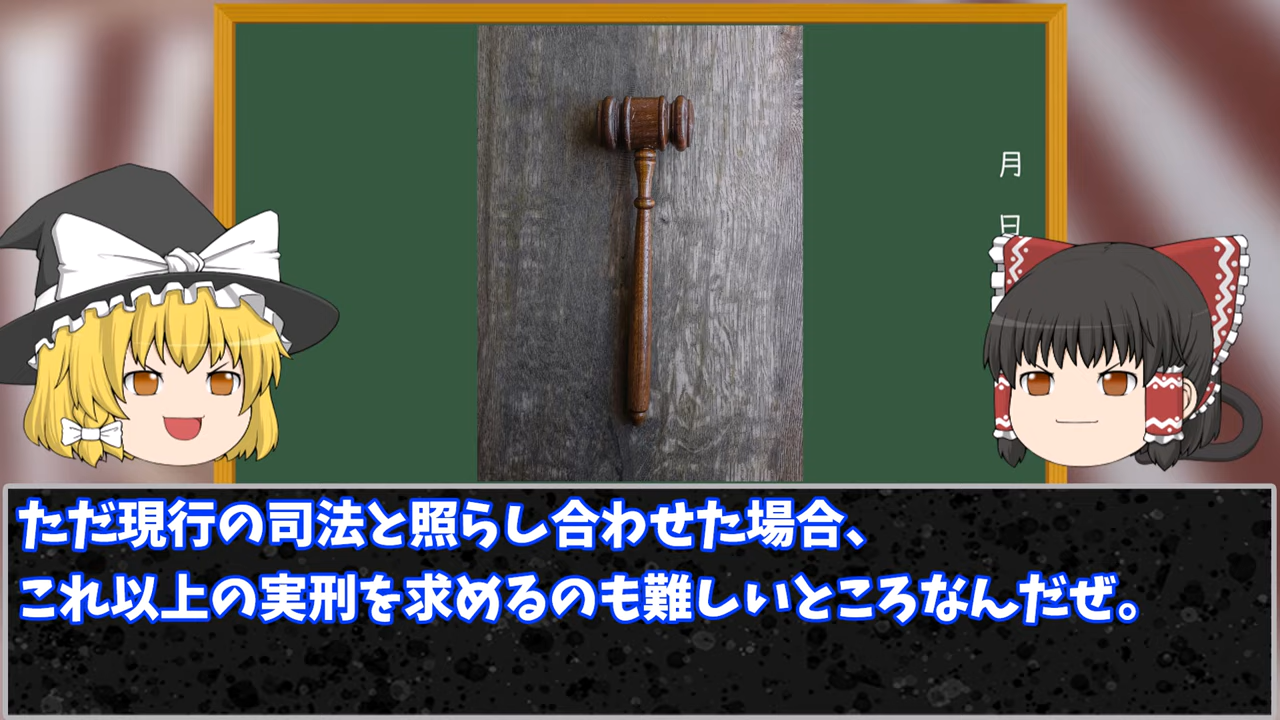 月
日
ただ現行の司法と照らし合わせた場合、
これ以上の実刑を求めるのも難しいところなんだぜ。